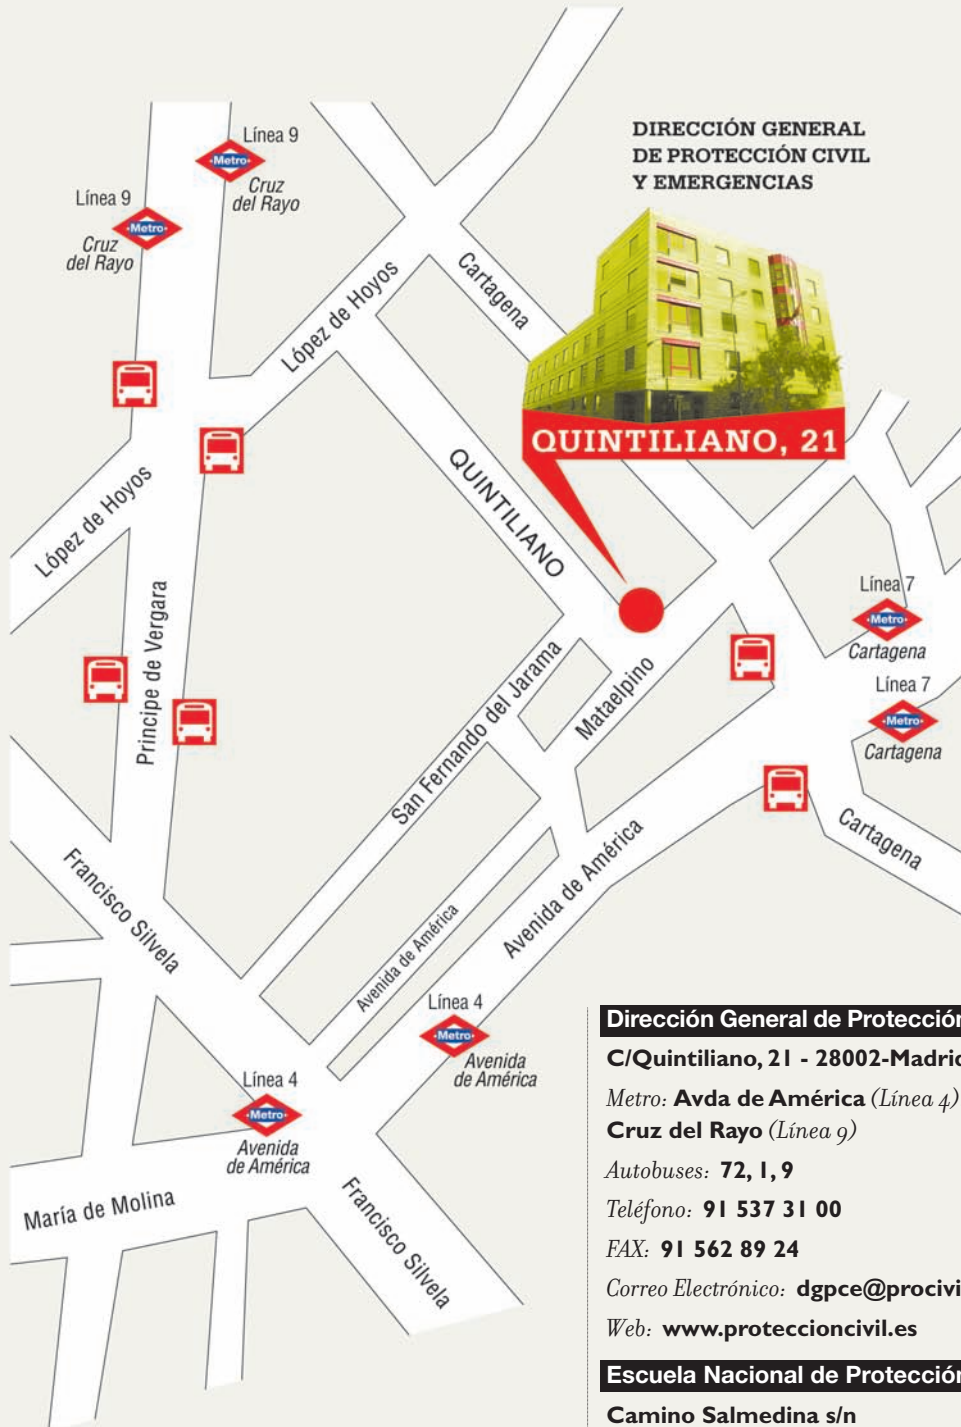 DIRECCIÓN GENERAL
DE PROTECCIÓN CIVIL
Y EMERGENCIAS
Línea 9
Metro
Cruz
del Rayo
Línea 9
Metro
Cruz
del Rayo
López de Hoyos
Cartagena
QUINTILIANO, 21
QUINTILIANO
López de Hoyos
Principe de Vergara
Línea 7
Metro
Cartagena
Línea 7
Metro
Cartagena
San Fernando del Jarama
Mataelpino
Cartagena
Francisco Silvela
Avenida de América
Avenida de América
Línea 4
Metro
Avenida
de América
Línea 4
Metro
Avenida
de América
María de Molina
Francisco Silvela
Dirección General de Protección
C/Quintiliano, 21 - 28002-Madrid
Metro: Avda de América (Línea 4)
Cruz del Rayo (Línea 9)
Autobuses: 72, 1, 9
Teléfono: 91 537 31 00
FAX: 91 562 89 24
Correo Electrónico: dgpce@procivi
Web: www.proteccioncivil.es
Escuela Nacional de Protección
Camino Salmedina s/n